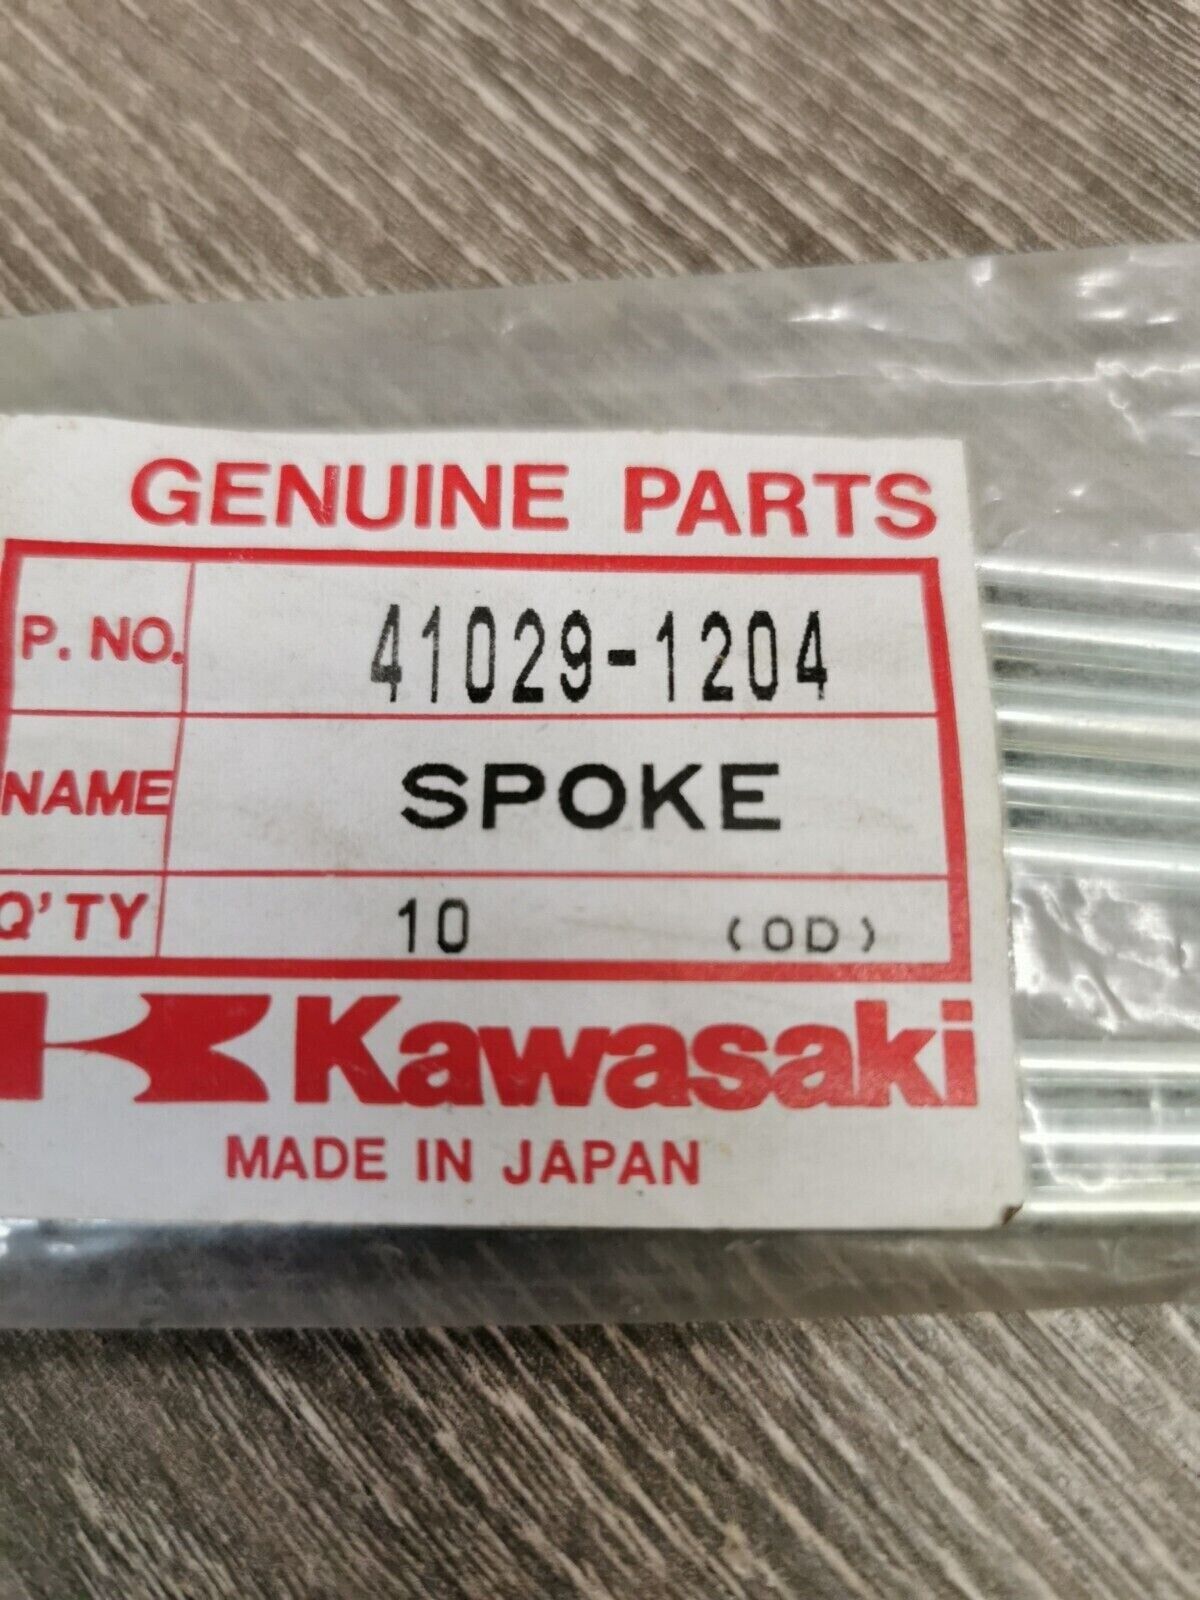 GENUINE PARTS
P. NO. 41029-1204
NAME SPOKE
Q'TY 10 (OD)
Kawasaki
MADE IN JAPAN